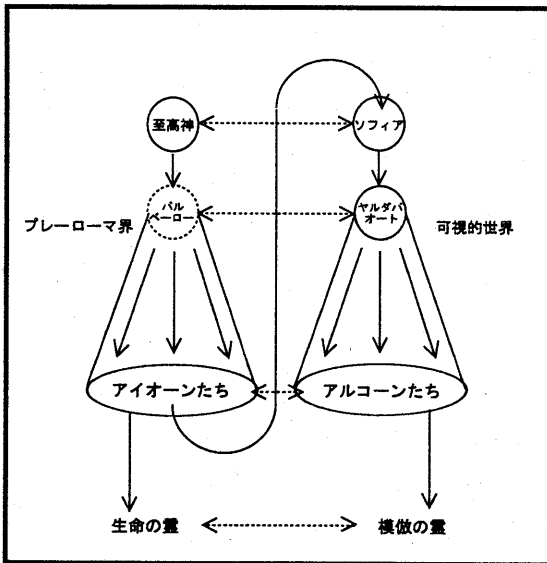 至高神
ソフィア
バル
ベーロー
ヤルダバ
オート
プレーローマ界
可視的世界
アイオーンたち
アルコーンたち
生命の霊
模倣の霊